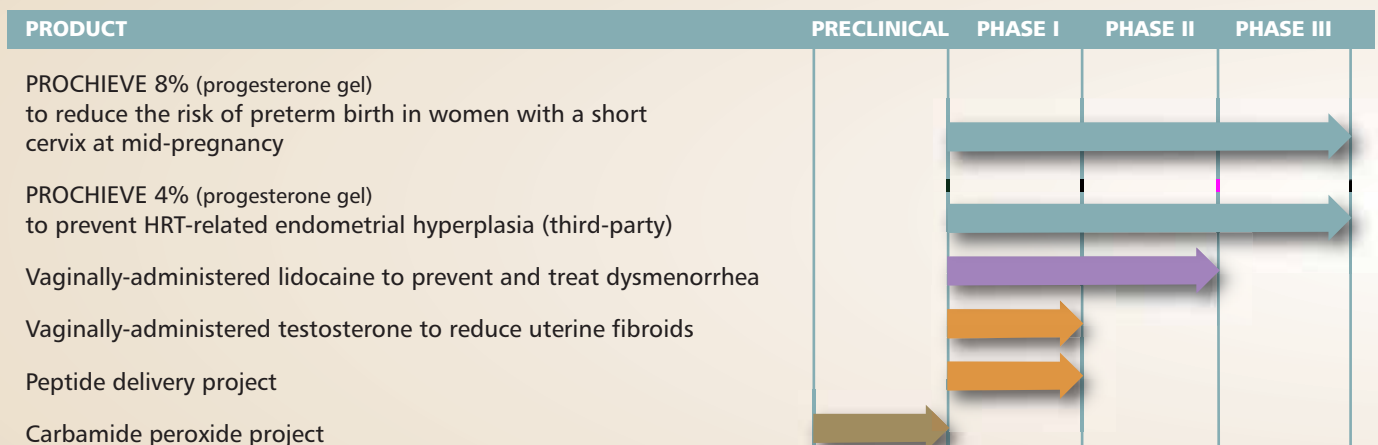 PRODUCT PRECLINICAL PHASE I PHASE II PHASE III
PROCHIEVE 8% (progesterone gel)
to reduce the risk of preterm birth in women with a short
cervix at mid-pregnancy
PROCHIEVE 4% (progesterone gel)
to prevent HRT-related endometrial hyperplasia (third-party)
Vaginally-administered lidocaine to prevent and treat dysmenorrhea
Vaginally-administered testosterone to reduce uterine fibroids
Peptide delivery project
Carbamide peroxide project